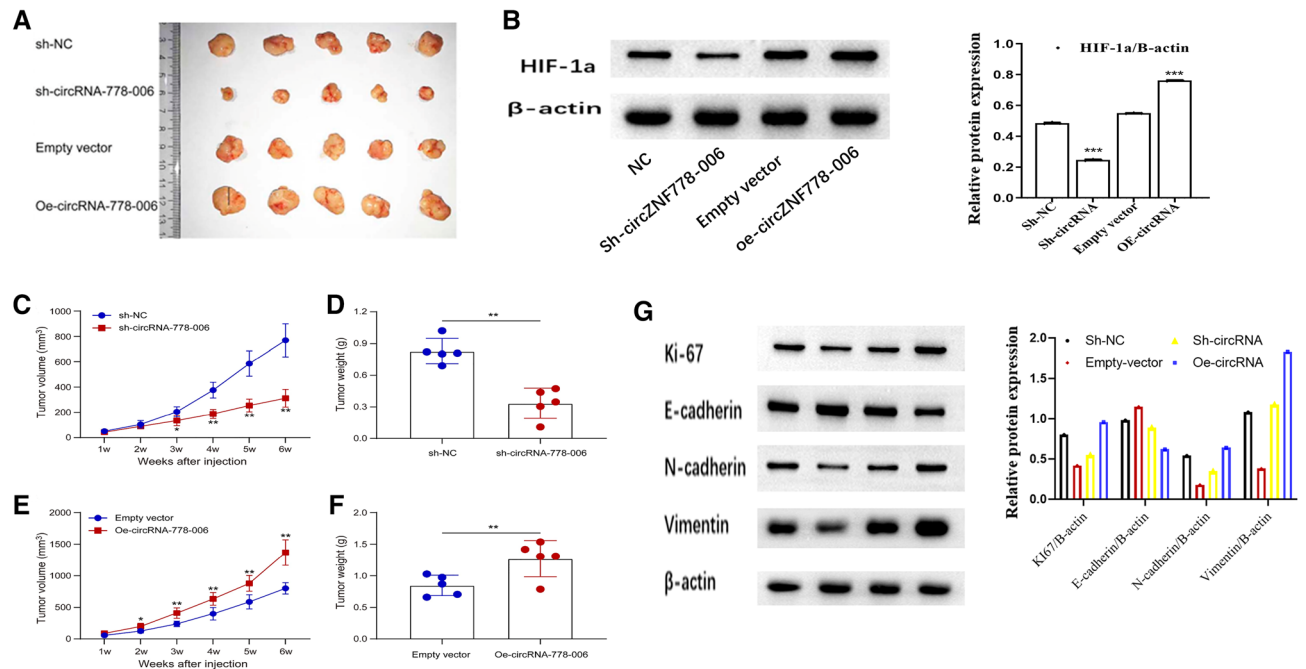 A
sh-NC
sh-circRNA-778-006
Empty vector
Oe-circRNA-778-006
B
HIF-1a
β-actin
NC
Sh-circZNF778-006
Empty vector
oe-circZNF778-006
HIF-1a/B-actin
Relative protein expression
1.0
0.8
0.6
0.4
0.2
0.0
***
***
Sh-NC
Sh-circRNA
Empty vector
OE-circRNA
C
sh-NC
sh-circRNA-778-006
Tumor volume (mm³)
1000
800
600
400
200
0
* ** ** **
1w 2w 3w 4w 5w 6w
Weeks after injection
D
Tumor weight (g)
1.2
0.9
0.6
0.3
0.0
**
sh-NC sh-circRNA-778-006
E
Empty vector
Oe-circRNA-778-006
Tumor volume (mm³)
2000
1500
1000
500
0
* ** ** ** **
1w 2w 3w 4w 5w 6w
Weeks after injection
F
Tumor weight (g)
2.0
1.5
1.0
0.5
0.0
**
Empty vector Oe-circRNA-778-006
G
Ki-67
E-cadherin
N-cadherin
Vimentin
β-actin
Relative protein expression
2.0
1.5
1.0
0.5
0.0
Sh-NC Sh-circRNA
Empty-vector Oe-circRNA
KI67/B-actin
E-cadherin/B-actin
N-cadherin/B-actin
Vimentin/B-actin